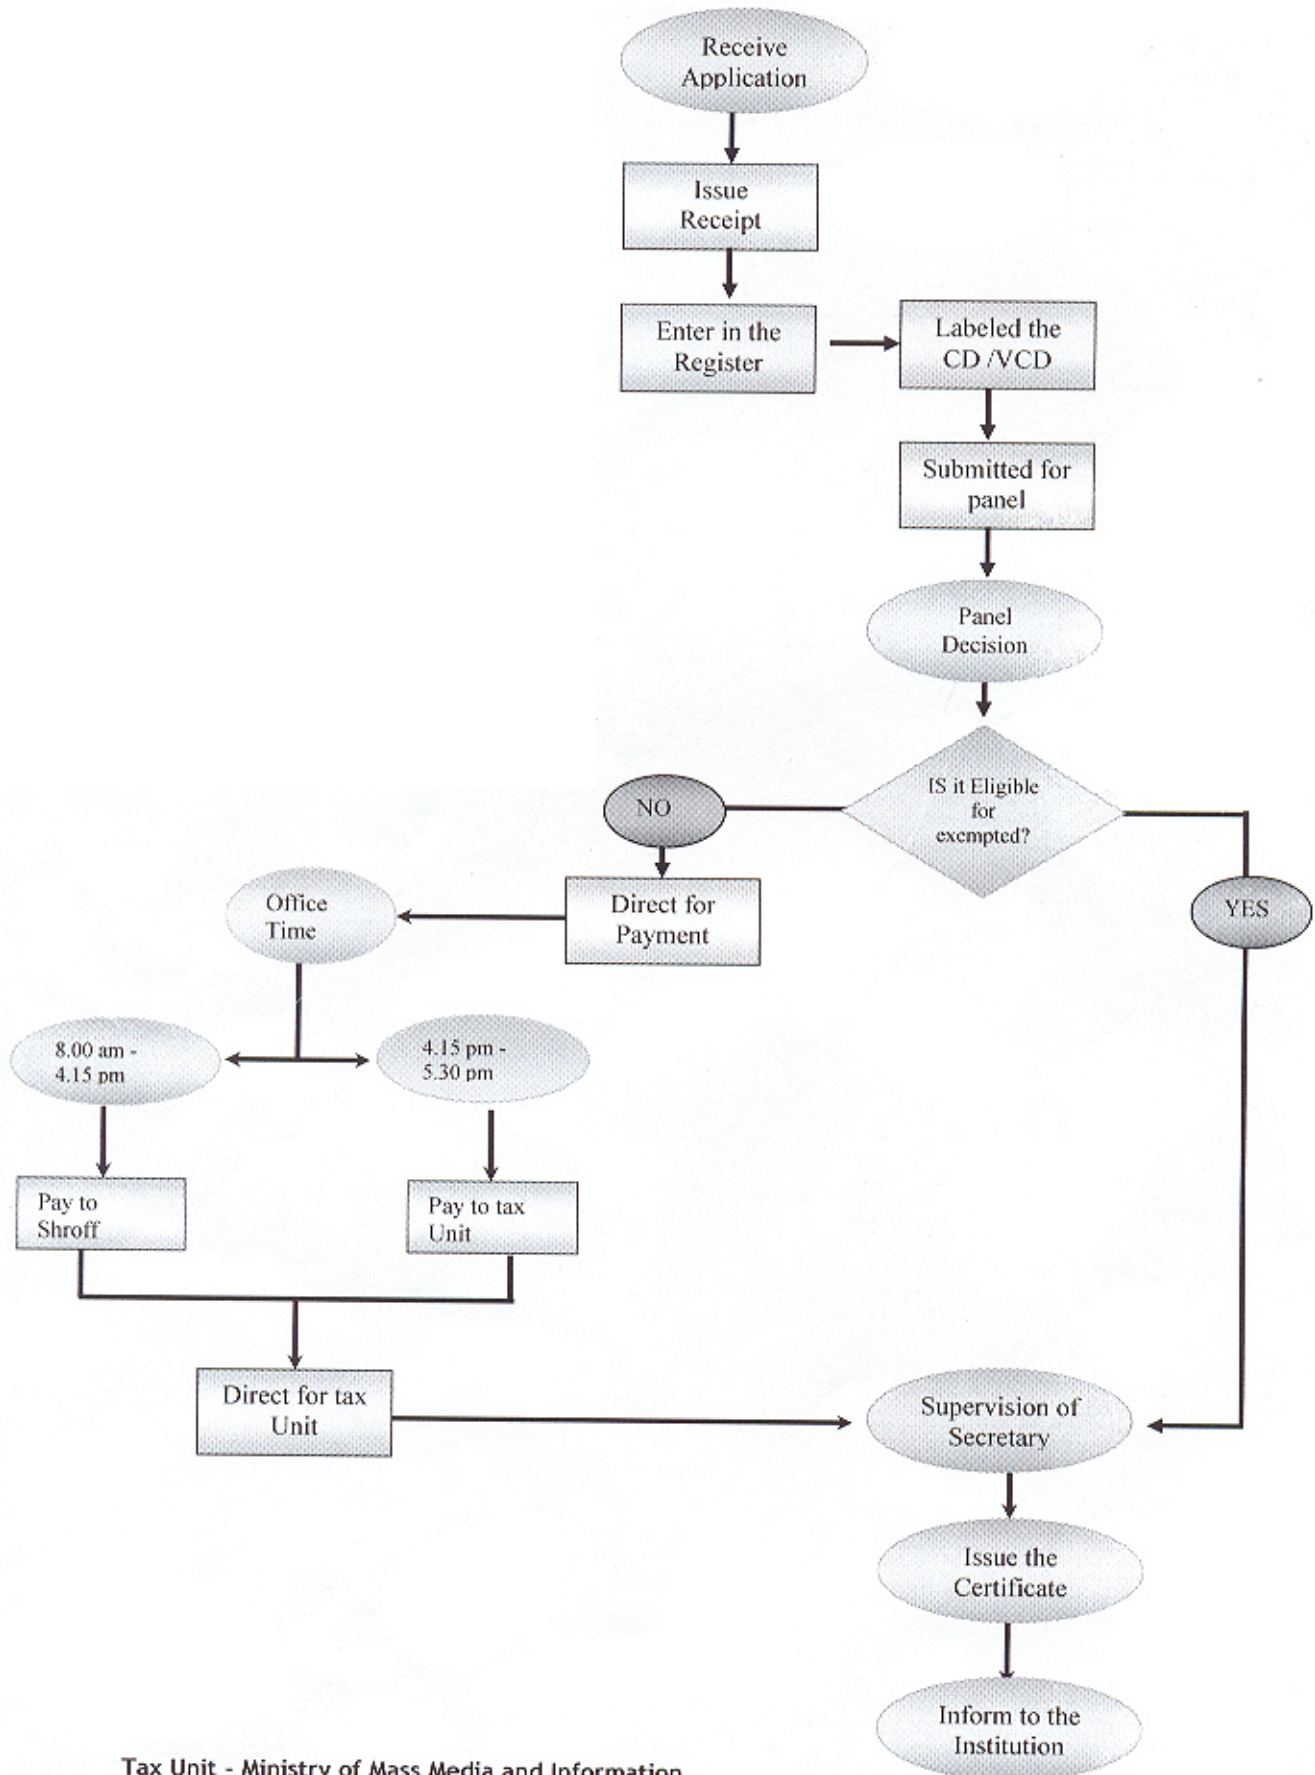 Receive
Application
Issue
Receipt
Enter in the
Register
Labeled the
CD /VCD
Submitted for
panel
Panel
Decision
IS it Eligible
for
exempted?
NO
YES
Direct for
Payment
Office
Time
8.00 am -
4.15 pm
4.15 pm -
5.30 pm
Pay to
Shroff
Pay to tax
Unit
Direct for tax
Unit
Supervision of
Secretary
Issue the
Certificate
Inform to the
Institution
Tax Unit - Ministry of Mass Media and Information